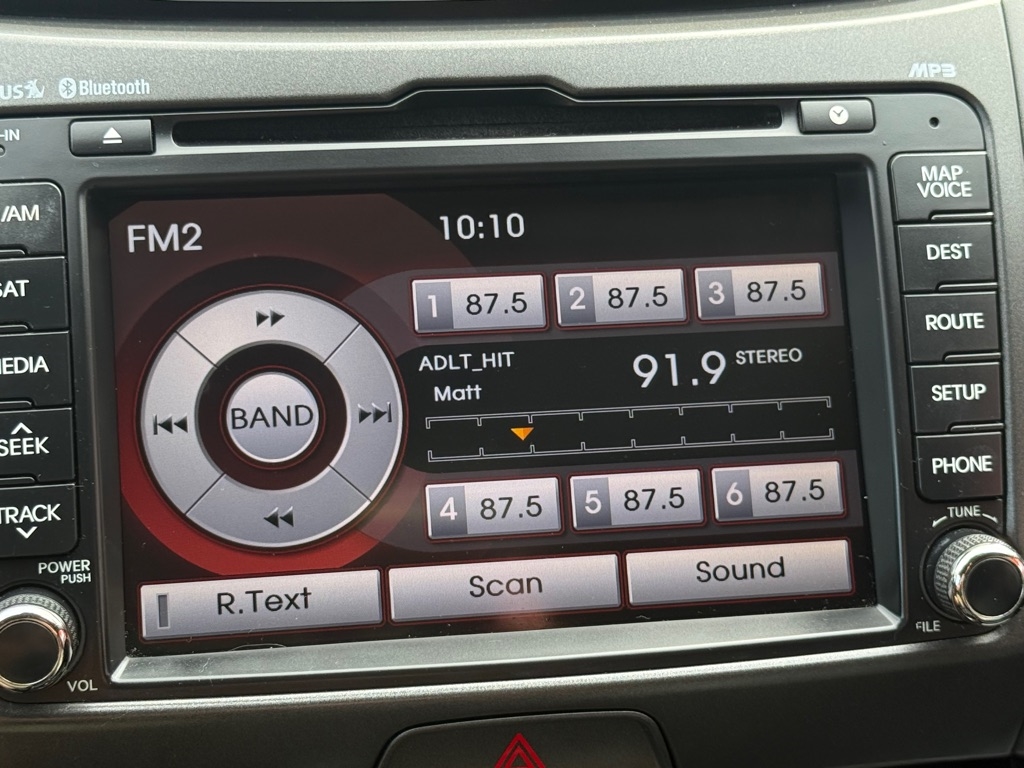 Bluetooth MP3
/AM
FM2 10:10
MAP
VOICE
1 87.5 2 87.5 3 87.5
DEST
ADLT_HIT 91.9 STEREO
Matt
ROUTE
BAND
SETUP
SEEK
4 87.5 5 87.5 6 87.5
PHONE
TRACK
TUNE
POWER
PUSH
R.Text Scan Sound
FILE
VOL